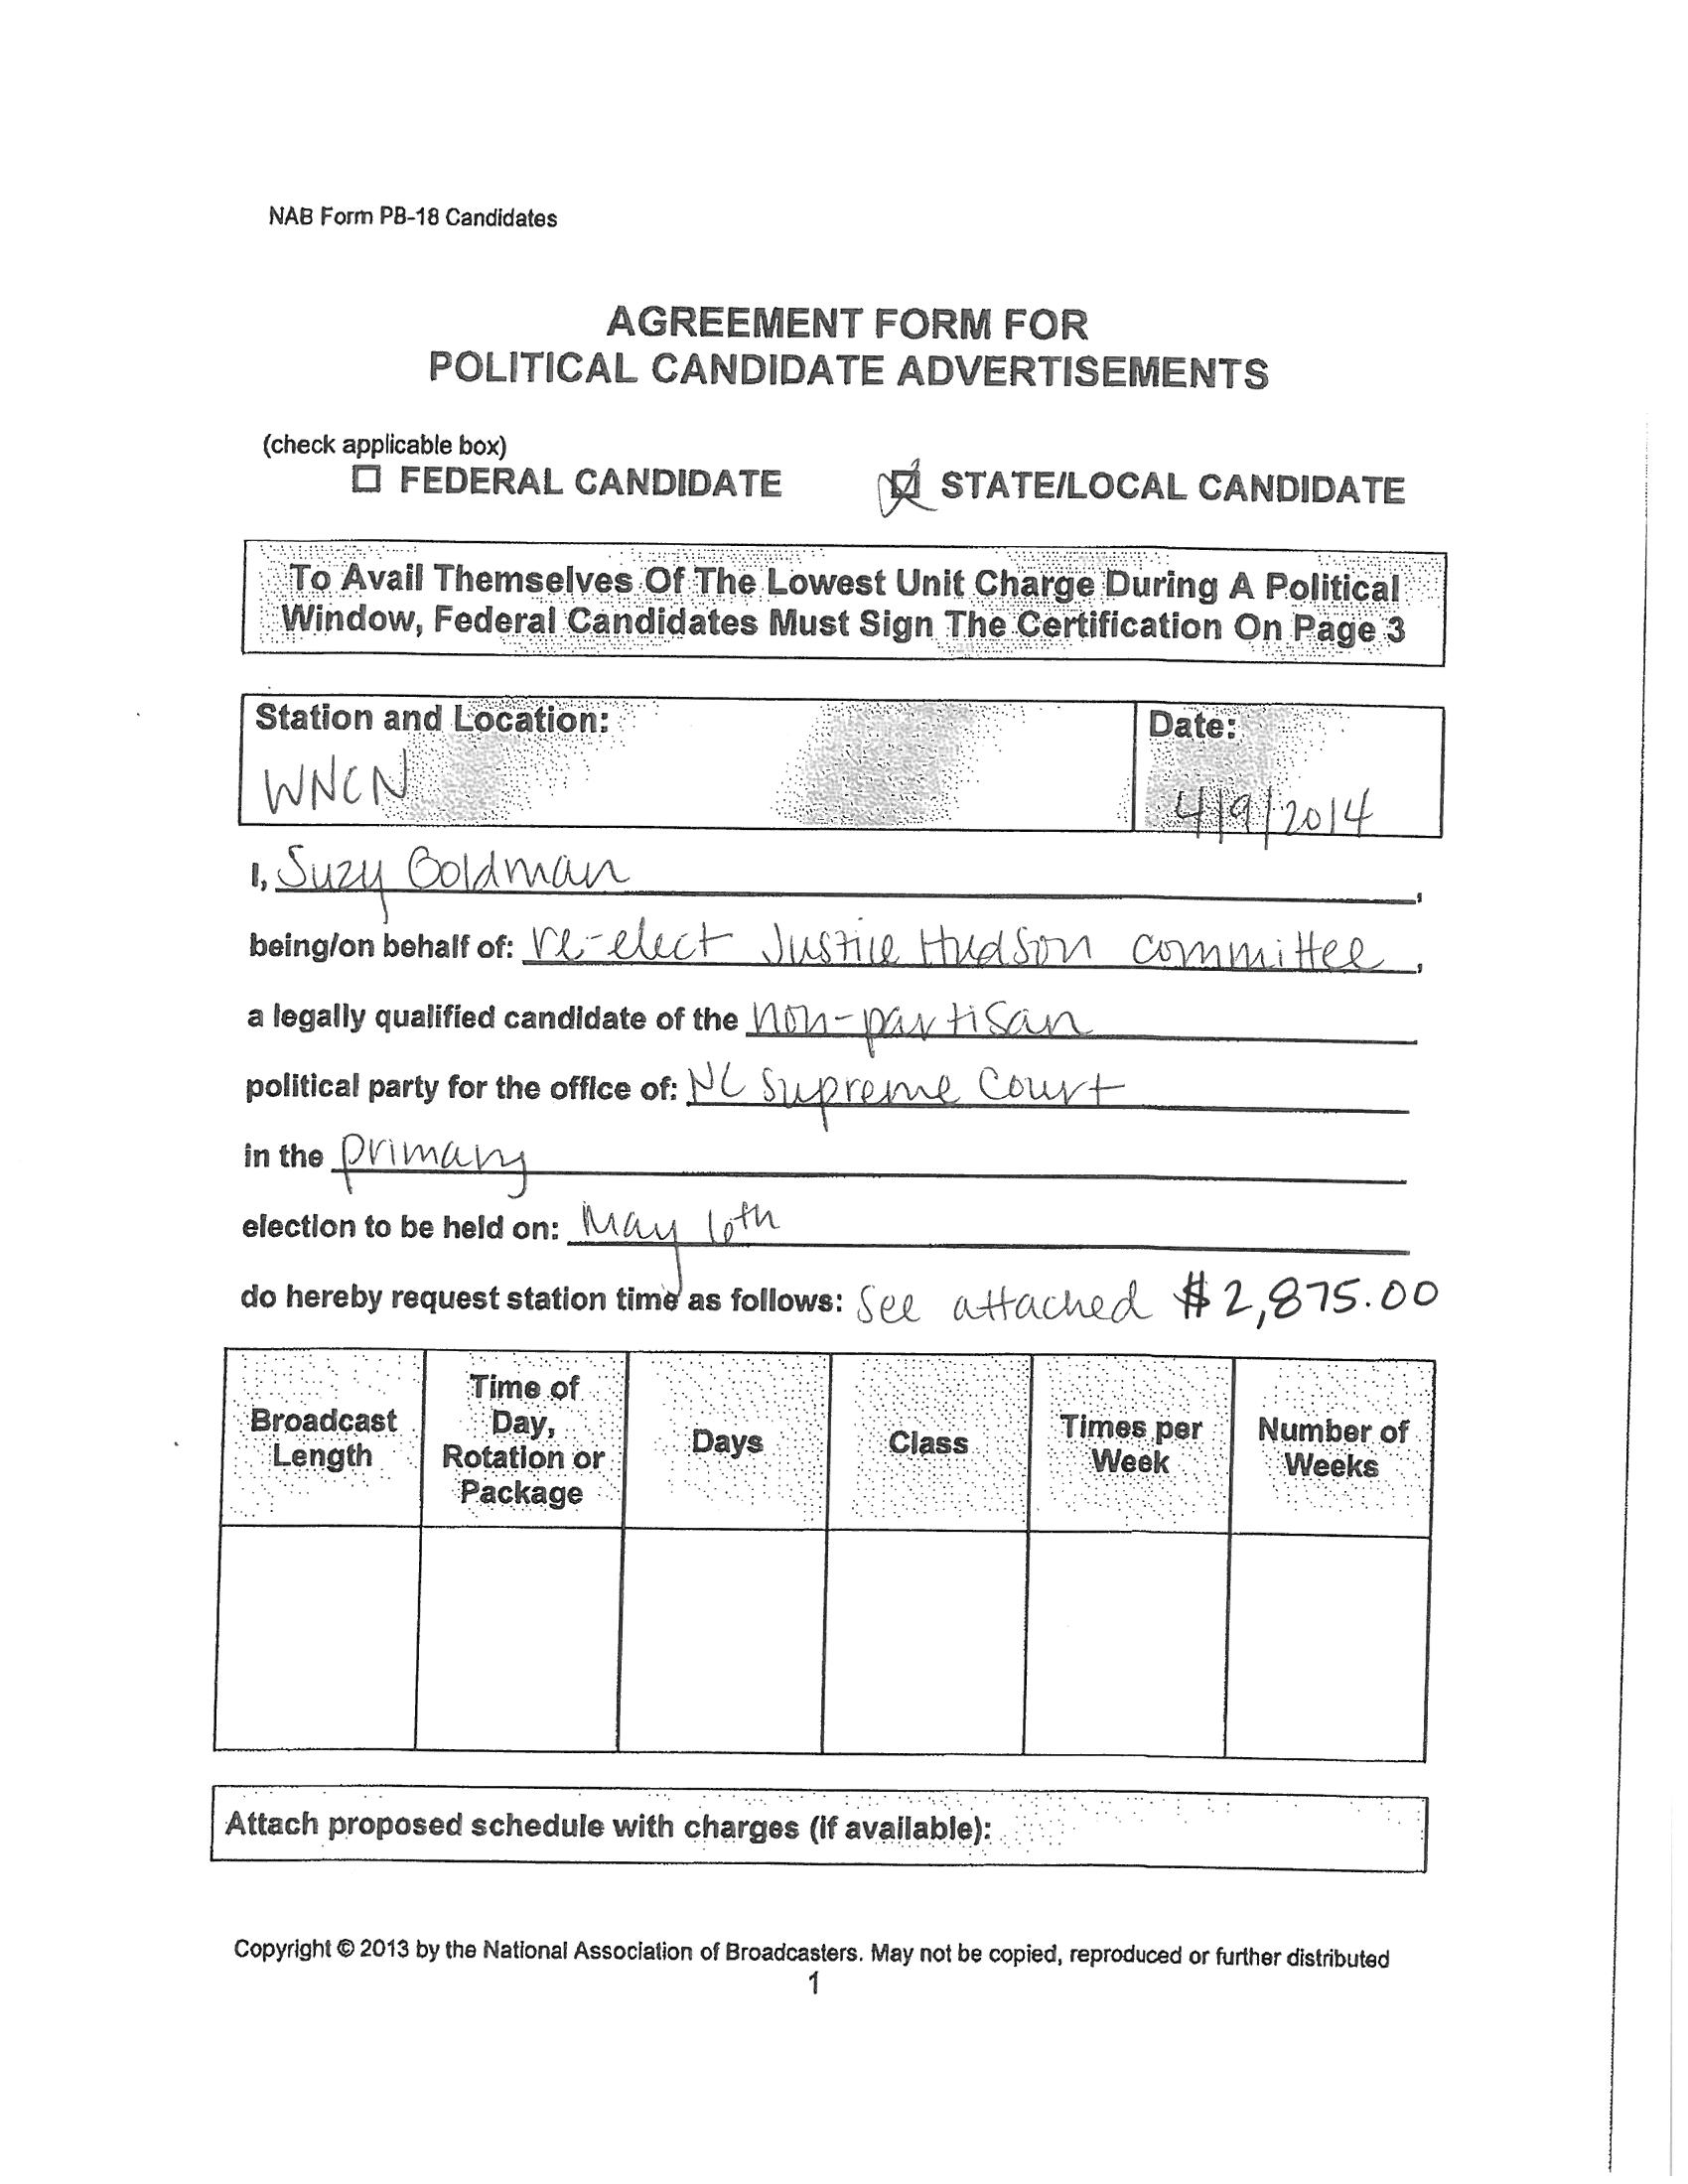 NAB Form PB-18 Candidates
AGREEMENT FORM FOR
POLITICAL CANDIDATE ADVERTISEMENTS
(check applicable box)
☐ FEDERAL CANDIDATE ☒ STATE/LOCAL CANDIDATE
To Avail Themselves Of The Lowest Unit Charge During A Political
Window, Federal Candidates Must Sign The Certification On Page 3
Station and Location: Date:
WNCN 4/9/2014
I, Suzy Goldman,
being/on behalf of: re-elect Justice Hudson committee,
a legally qualified candidate of the non-partisan
political party for the office of: NC Supreme Court
in the primary
election to be held on: May 6th
do hereby request station time as follows: See attached $2,875.00
Broadcast Length Time of Day, Rotation or Package Days Class Times per Week Number of Weeks
Attach proposed schedule with charges (if available):
Copyright © 2013 by the National Association of Broadcasters. May not be copied, reproduced or further distributed
1